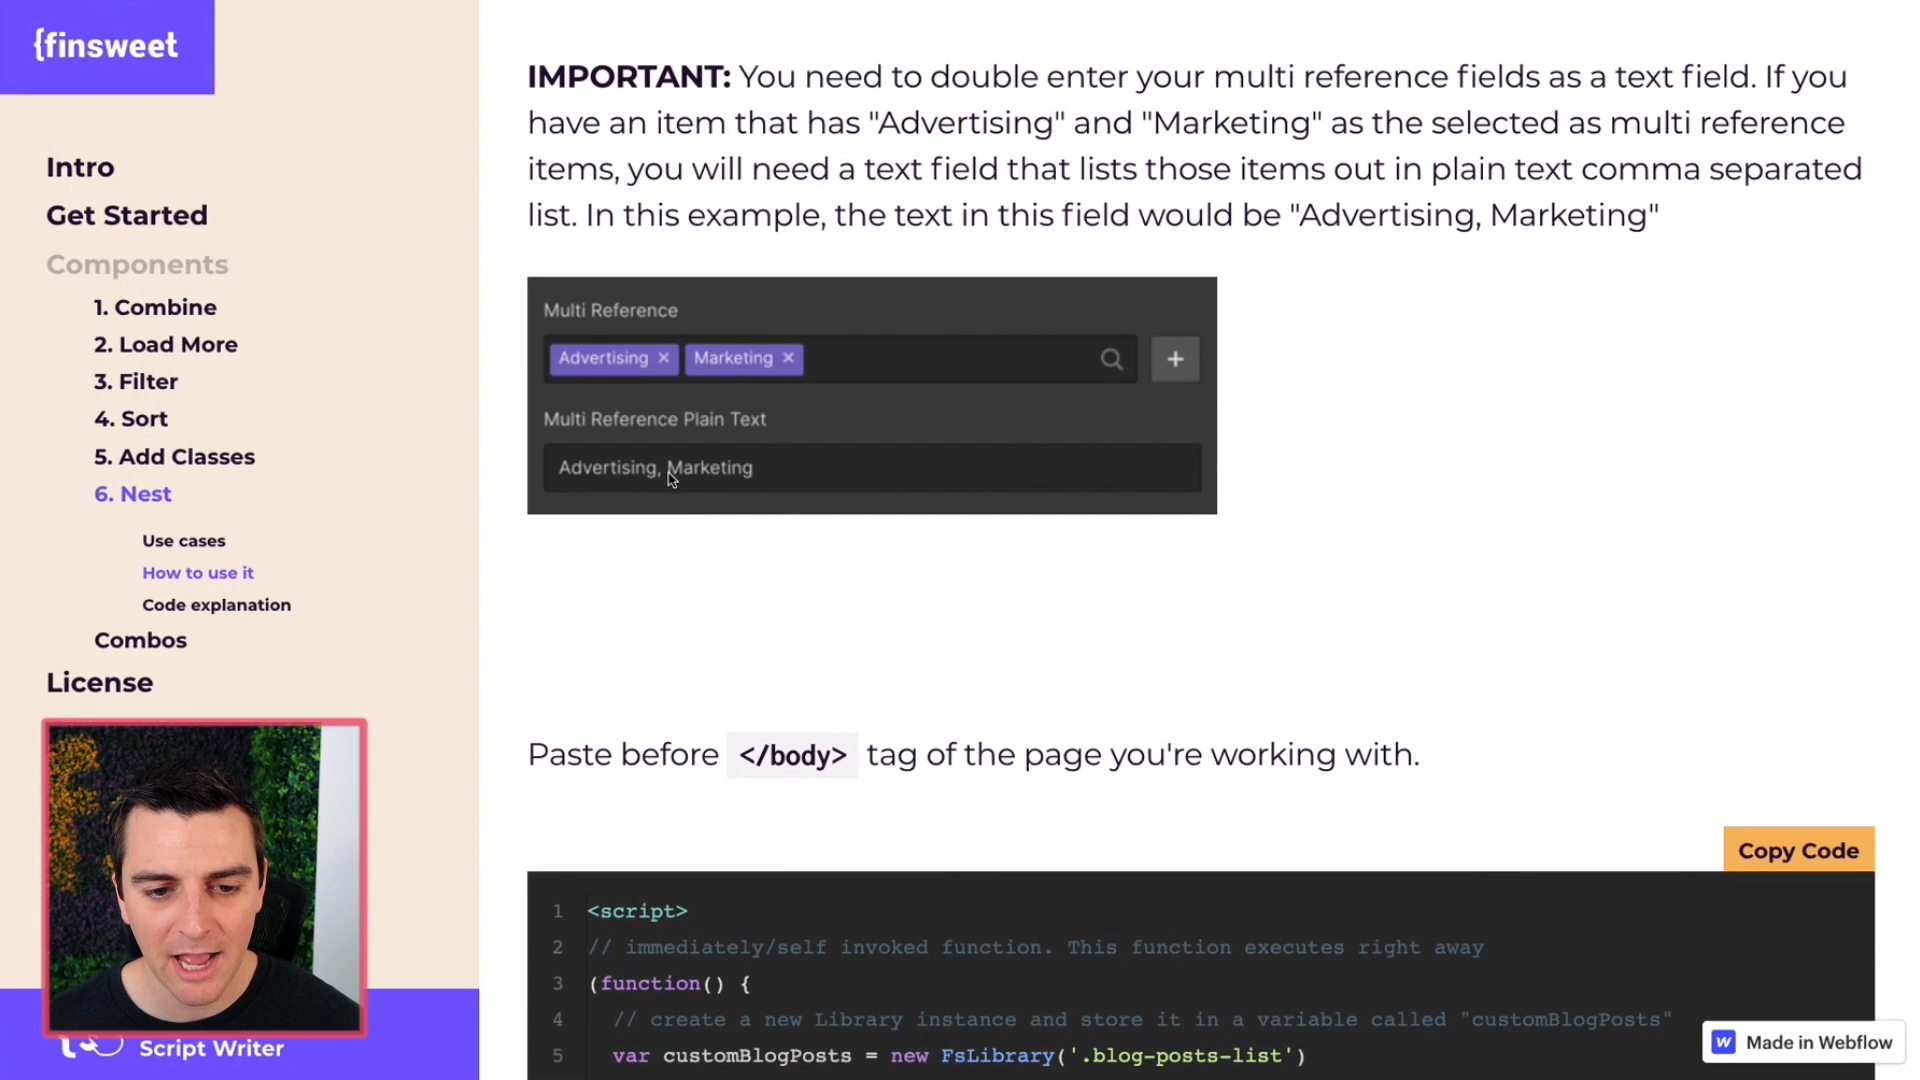 {finsweet
Intro
Get Started
Components
1. Combine
2. Load More
3. Filter
4. Sort
5. Add Classes
6. Nest
Use cases
How to use it
Code explanation
Combos
License
Script Writer
IMPORTANT: You need to double enter your multi reference fields as a text field. If you
have an item that has "Advertising" and "Marketing" as the selected as multi reference
items, you will need a text field that lists those items out in plain text comma separated
list. In this example, the text in this field would be "Advertising, Marketing"
Multi Reference
Advertising × Marketing ×
+
Multi Reference Plain Text
Advertising, Marketing
Paste before </body> tag of the page you're working with.
Copy Code
1 <script>
2 // immediately/self invoked function. This function executes right away
3 (function() {
4 // create a new Library instance and store it in a variable called "customBlogPosts"
5 var customBlogPosts = new FsLibrary('.blog-posts-list')
W Made in Webflow